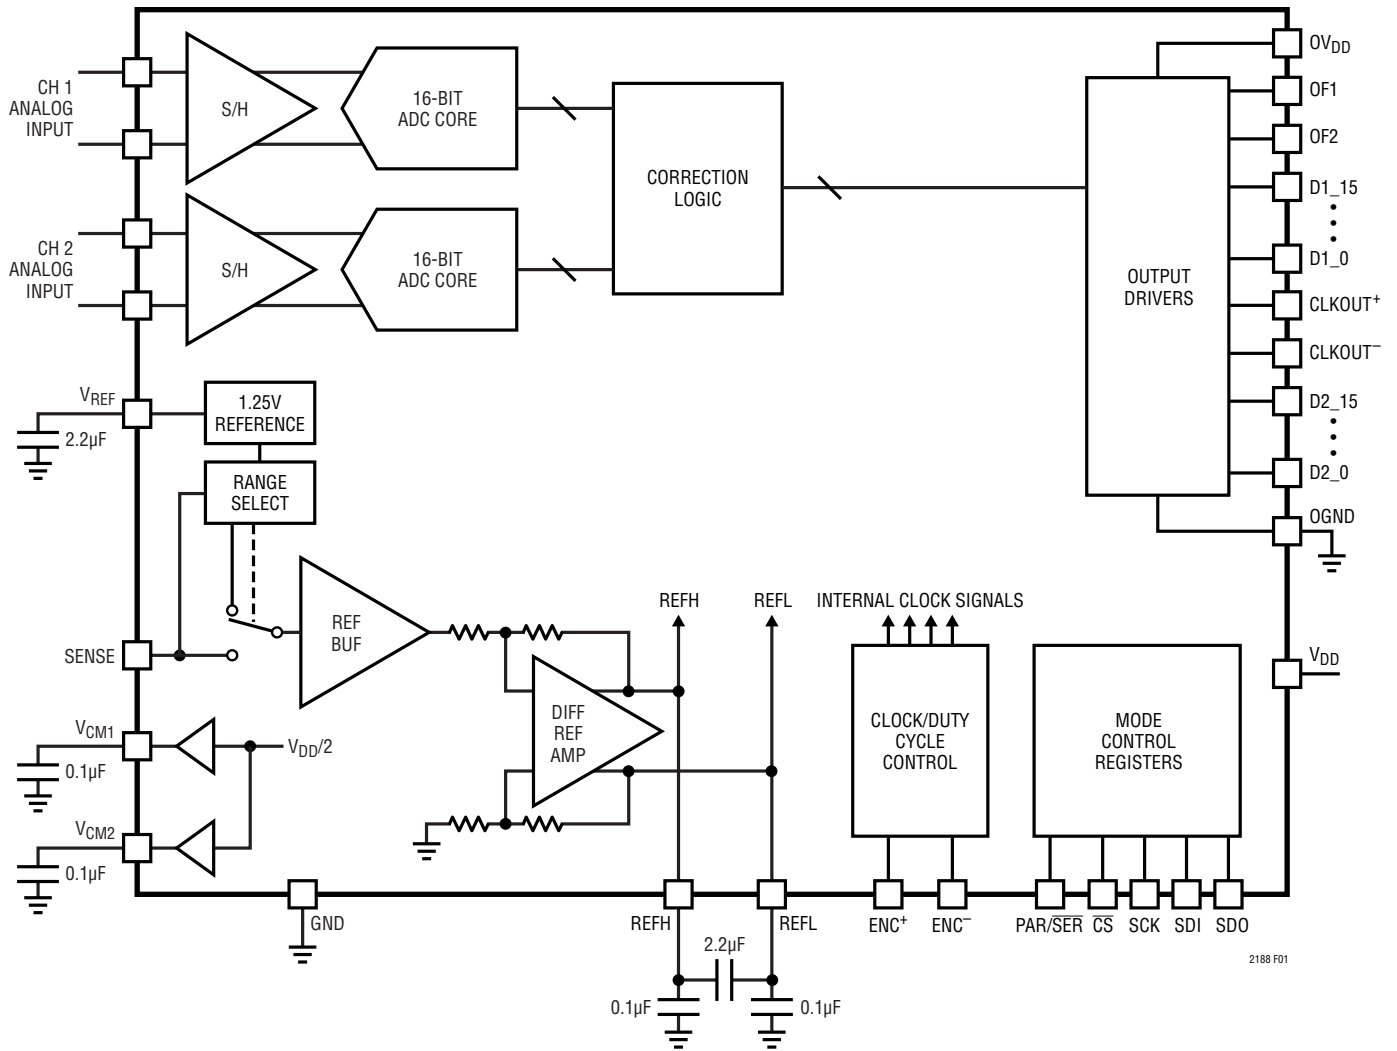 CH 1
ANALOG
INPUT
S/H
16-BIT
ADC CORE
CH 2
ANALOG
INPUT
S/H
16-BIT
ADC CORE
CORRECTION
LOGIC
OUTPUT
DRIVERS
OVDD
OF1
OF2
D1_15
D1_0
CLKOUT+
CLKOUT–
D2_15
D2_0
OGND
VDD
VREF
2.2µF
1.25V
REFERENCE
RANGE
SELECT
SENSE
REF
BUF
DIFF
REF
AMP
REFH
REFL
INTERNAL CLOCK SIGNALS
CLOCK/DUTY
CYCLE
CONTROL
MODE
CONTROL
REGISTERS
VCM1
0.1µF
VDD/2
VCM2
0.1µF
GND
REFH
REFL
2.2µF
0.1µF
0.1µF
ENC+
ENC–
PAR/SER
CS
SCK
SDI
SDO
2188 F01